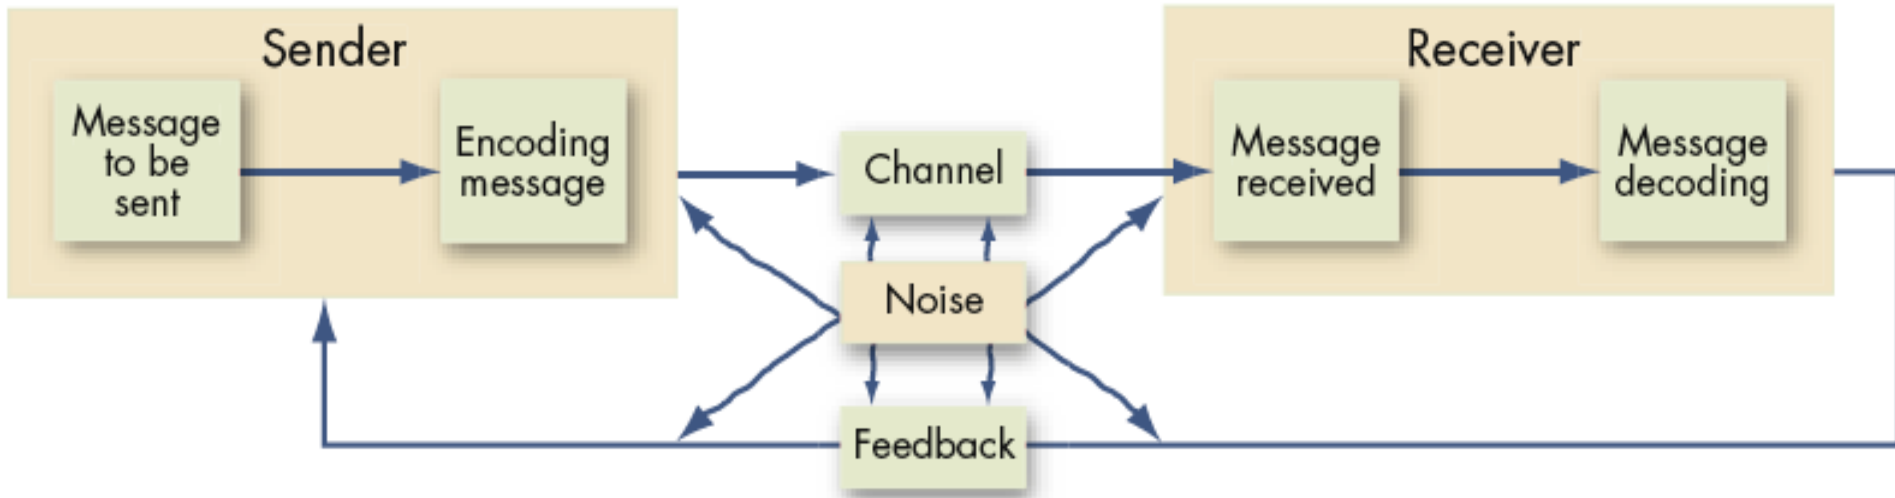 Sender
Message
to be
sent
Encoding
message
Channel
Noise
Feedback
Receiver
Message
received
Message
decoding